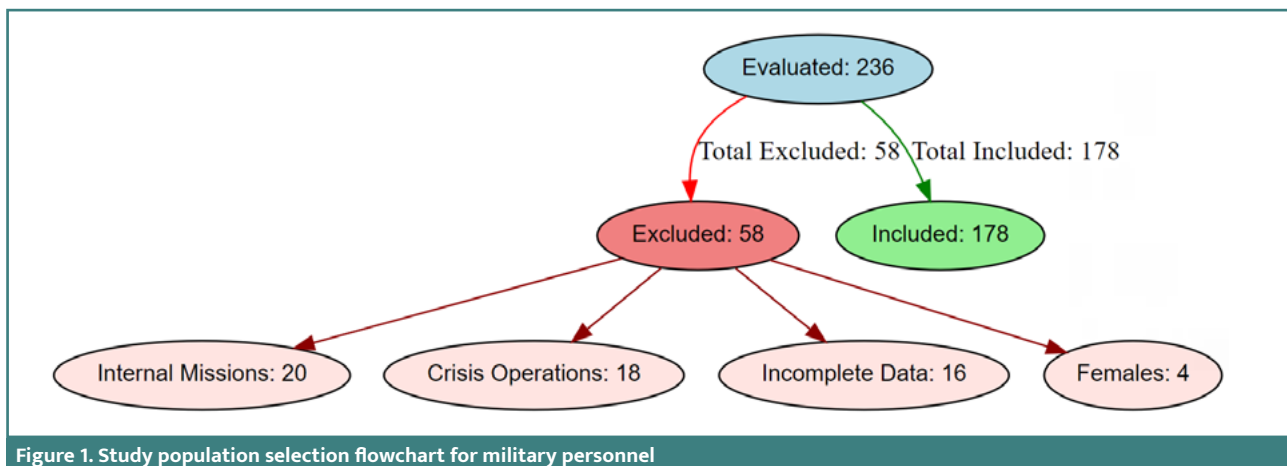 Evaluated: 236
Total Excluded: 58
Total Included: 178
Excluded: 58
Included: 178
Internal Missions: 20
Crisis Operations: 18
Incomplete Data: 16
Females: 4
Figure 1. Study population selection flowchart for military personnel